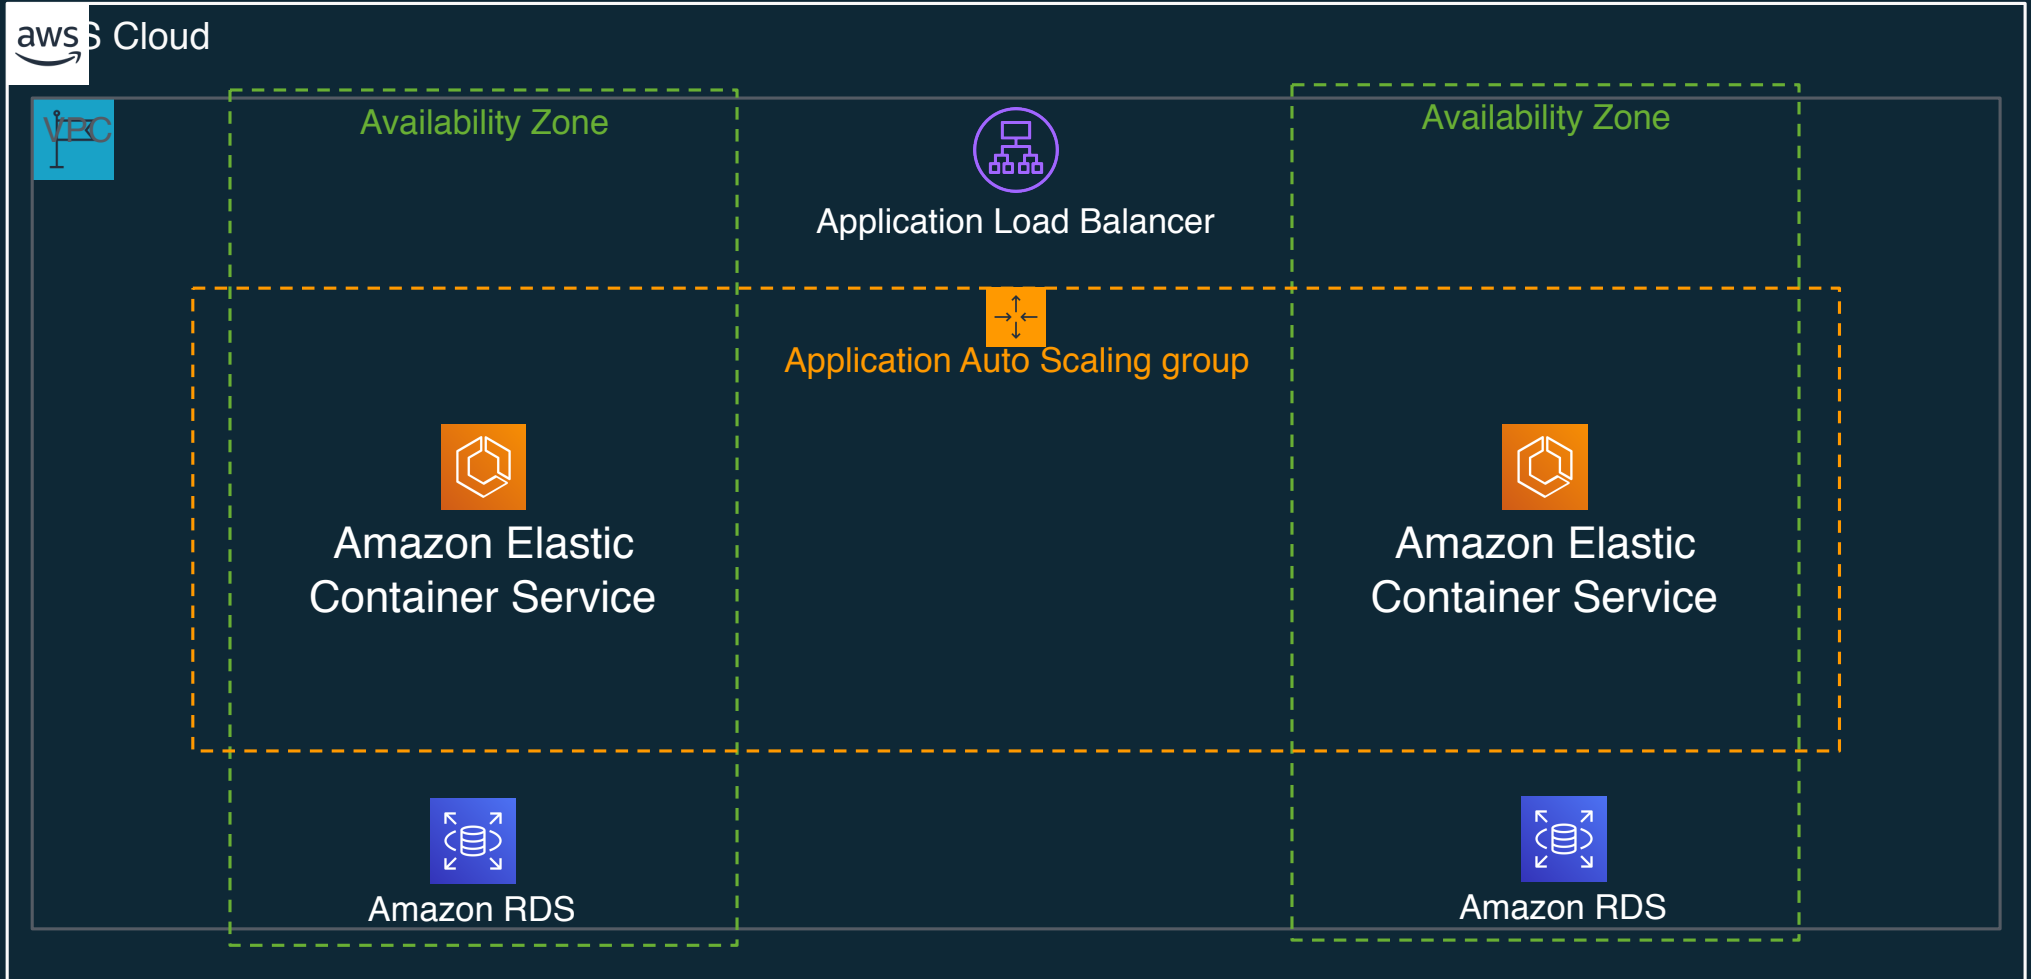 aws
S Cloud
VPC
Availability Zone
Availability Zone
Application Load Balancer
Application Auto Scaling group
Amazon Elastic
Container Service
Amazon Elastic
Container Service
Amazon RDS
Amazon RDS